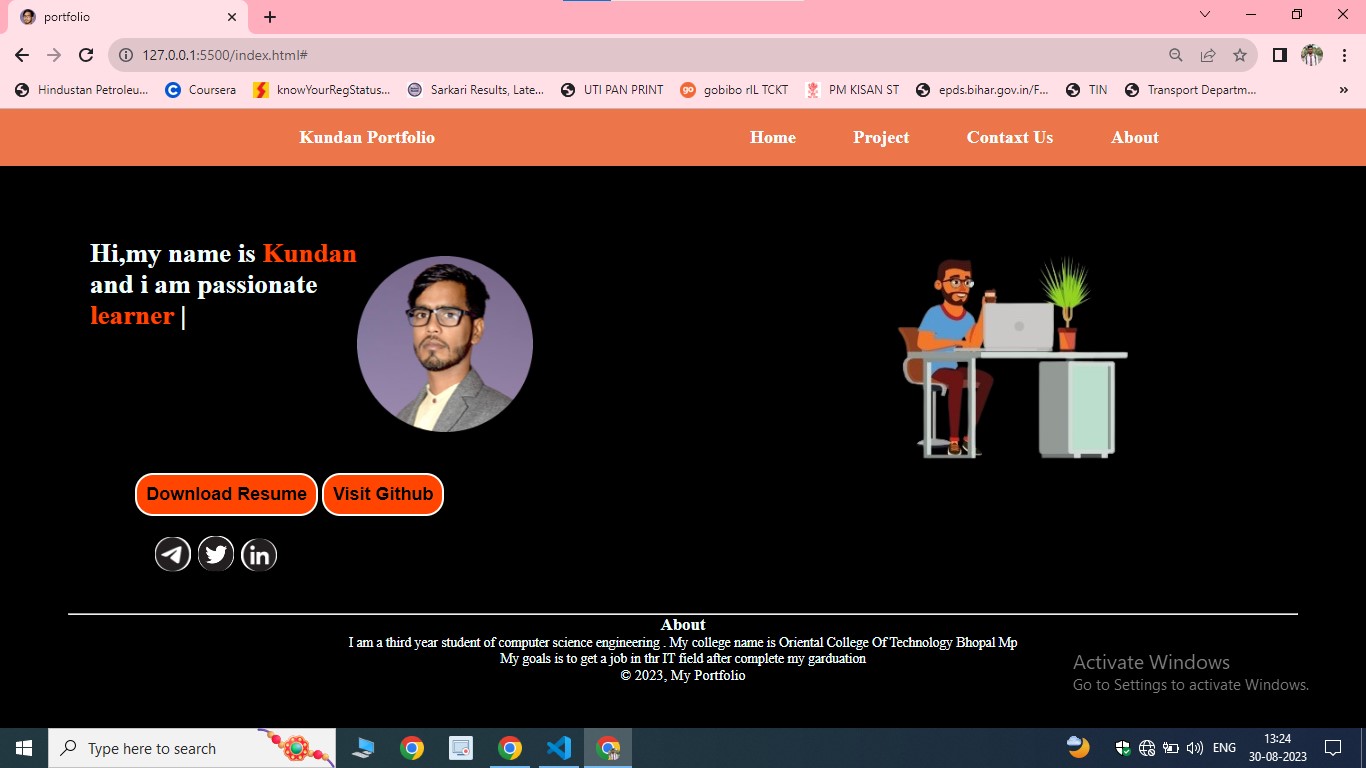 portfolio
127.0.0.1:5500/index.html#
Hindustan Petroleu...
Coursera
knowYourRegStatus...
Sarkari Results, Late...
UTI PAN PRINT
go
gobibo rIL TCKT
PM KISAN ST
epds.bihar.gov.in/F...
TIN
Transport Departm...
»
Kundan Portfolio
Home
Project
Contaxt Us
About
Hi,my name is Kundan
and i am passionate
learner |
Download Resume
Visit Github
in
About
I am a third year student of computer science engineering . My college name is Oriental College Of Technology Bhopal Mp
My goals is to get a job in thr IT field after complete my garduation
© 2023, My Portfolio
Activate Windows
Go to Settings to activate Windows.
Type here to search
ENG
13:24
30-08-2023